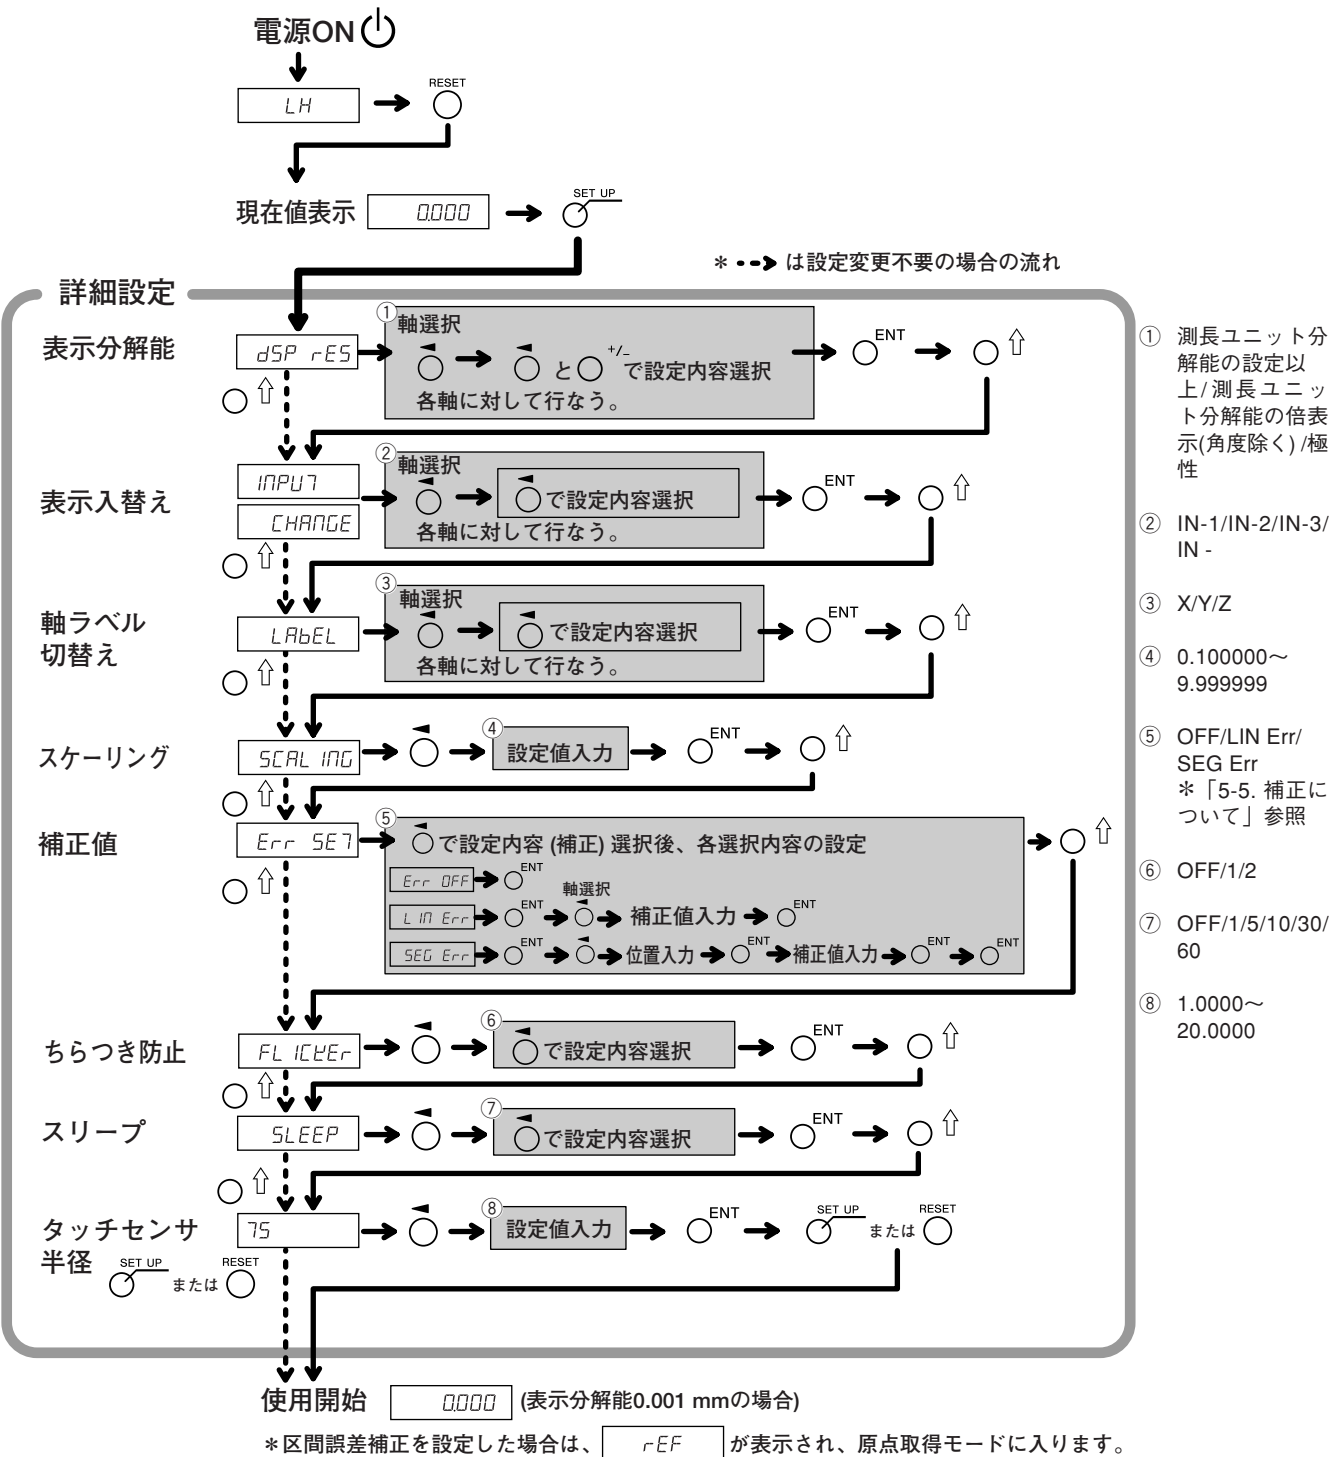 電源ON
LH
RESET
現在値表示
0.000
SET UP
＊ は設定変更不要の場合の流れ
詳細設定
表示分解能
dSP rES
①
軸選択
と
+/-
で設定内容選択
各軸に対して行なう。
ENT
表示入替え
INPUT
CHANGE
②
軸選択
で設定内容選択
各軸に対して行なう。
ENT
軸ラベル
切替え
LAbEL
③
軸選択
で設定内容選択
各軸に対して行なう。
ENT
スケーリング
SCALING
④
設定値入力
ENT
補正値
Err SET
⑤
で設定内容 (補正) 選択後、各選択内容の設定
Err OFF
ENT
LIN Err
ENT
軸選択
補正値入力
ENT
SEG Err
ENT
位置入力
ENT
補正値入力
ENT
ENT
ちらつき防止
FLICKEr
⑥
で設定内容選択
ENT
スリープ
SLEEP
⑦
で設定内容選択
ENT
タッチセンサ
半径
TS
⑧
設定値入力
ENT
SET UP
または
RESET
SET UP
または
RESET
使用開始
0.000
(表示分解能0.001 mmの場合)
＊区間誤差補正を設定した場合は、 rEF が表示され、原点取得モードに入ります。
① 測長ユニット分
解能の設定以
上/測長ユニッ
ト分解能の倍表
示(角度除く) /極
性
② IN-1/IN-2/IN-3/
IN -
③ X/Y/Z
④ 0.100000～
9.999999
⑤ OFF/LIN Err/
SEG Err
＊「5-5. 補正に
ついて」参照
⑥ OFF/1/2
⑦ OFF/1/5/10/30/
60
⑧ 1.0000～
20.0000